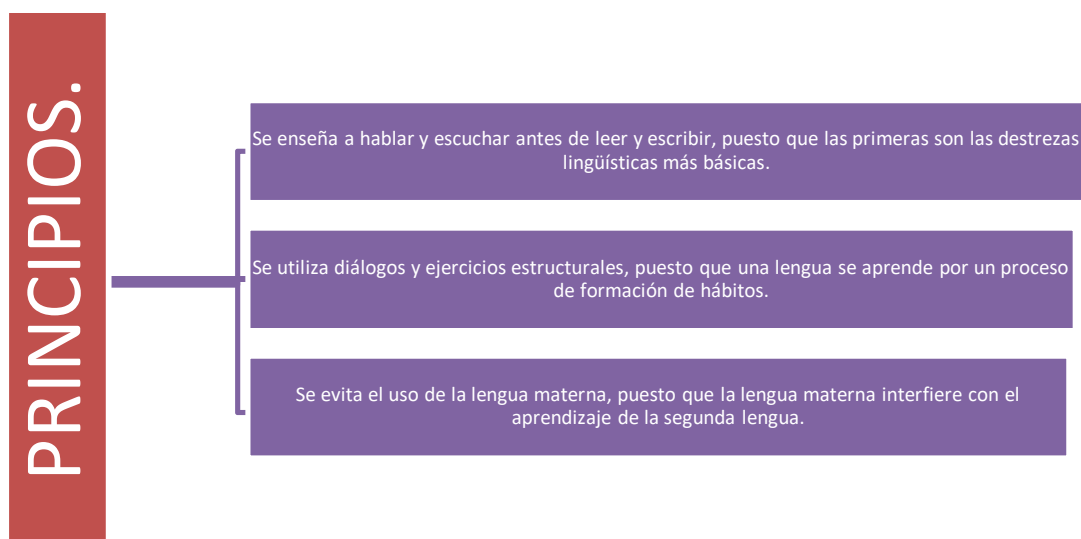 PRINCIPIOS.
Se enseña a hablar y escuchar antes de leer y escribir, puesto que las primeras son las destrezas
lingüísticas más básicas.
Se utiliza diálogos y ejercicios estructurales, puesto que una lengua se aprende por un proceso
de formación de hábitos.
Se evita el uso de la lengua materna, puesto que la lengua materna interfiere con el
aprendizaje de la segunda lengua.